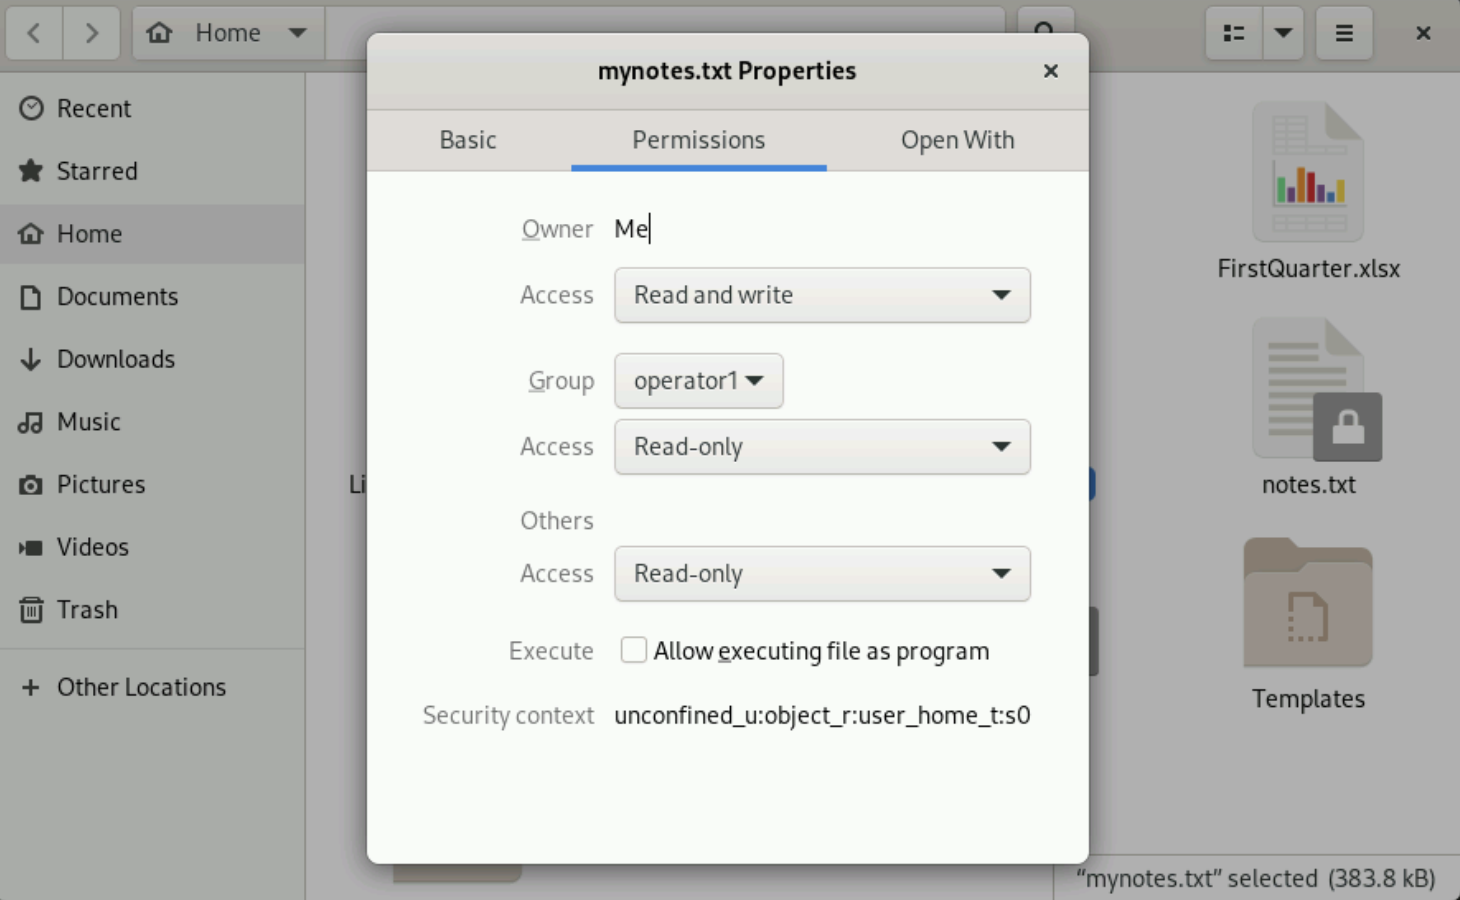 Home
mynotes.txt Properties
Recent
Starred
Home
Documents
Downloads
Music
Pictures
Videos
Trash
Other Locations
Basic
Permissions
Open With
Owner Me
Access Read and write
Group operator1
Access Read-only
Others
Access Read-only
Execute Allow executing file as program
Security context unconfined_u:object_r:user_home_t:s0
Li
FirstQuarter.xlsx
notes.txt
Templates
“mynotes.txt” selected (383.8 kB)